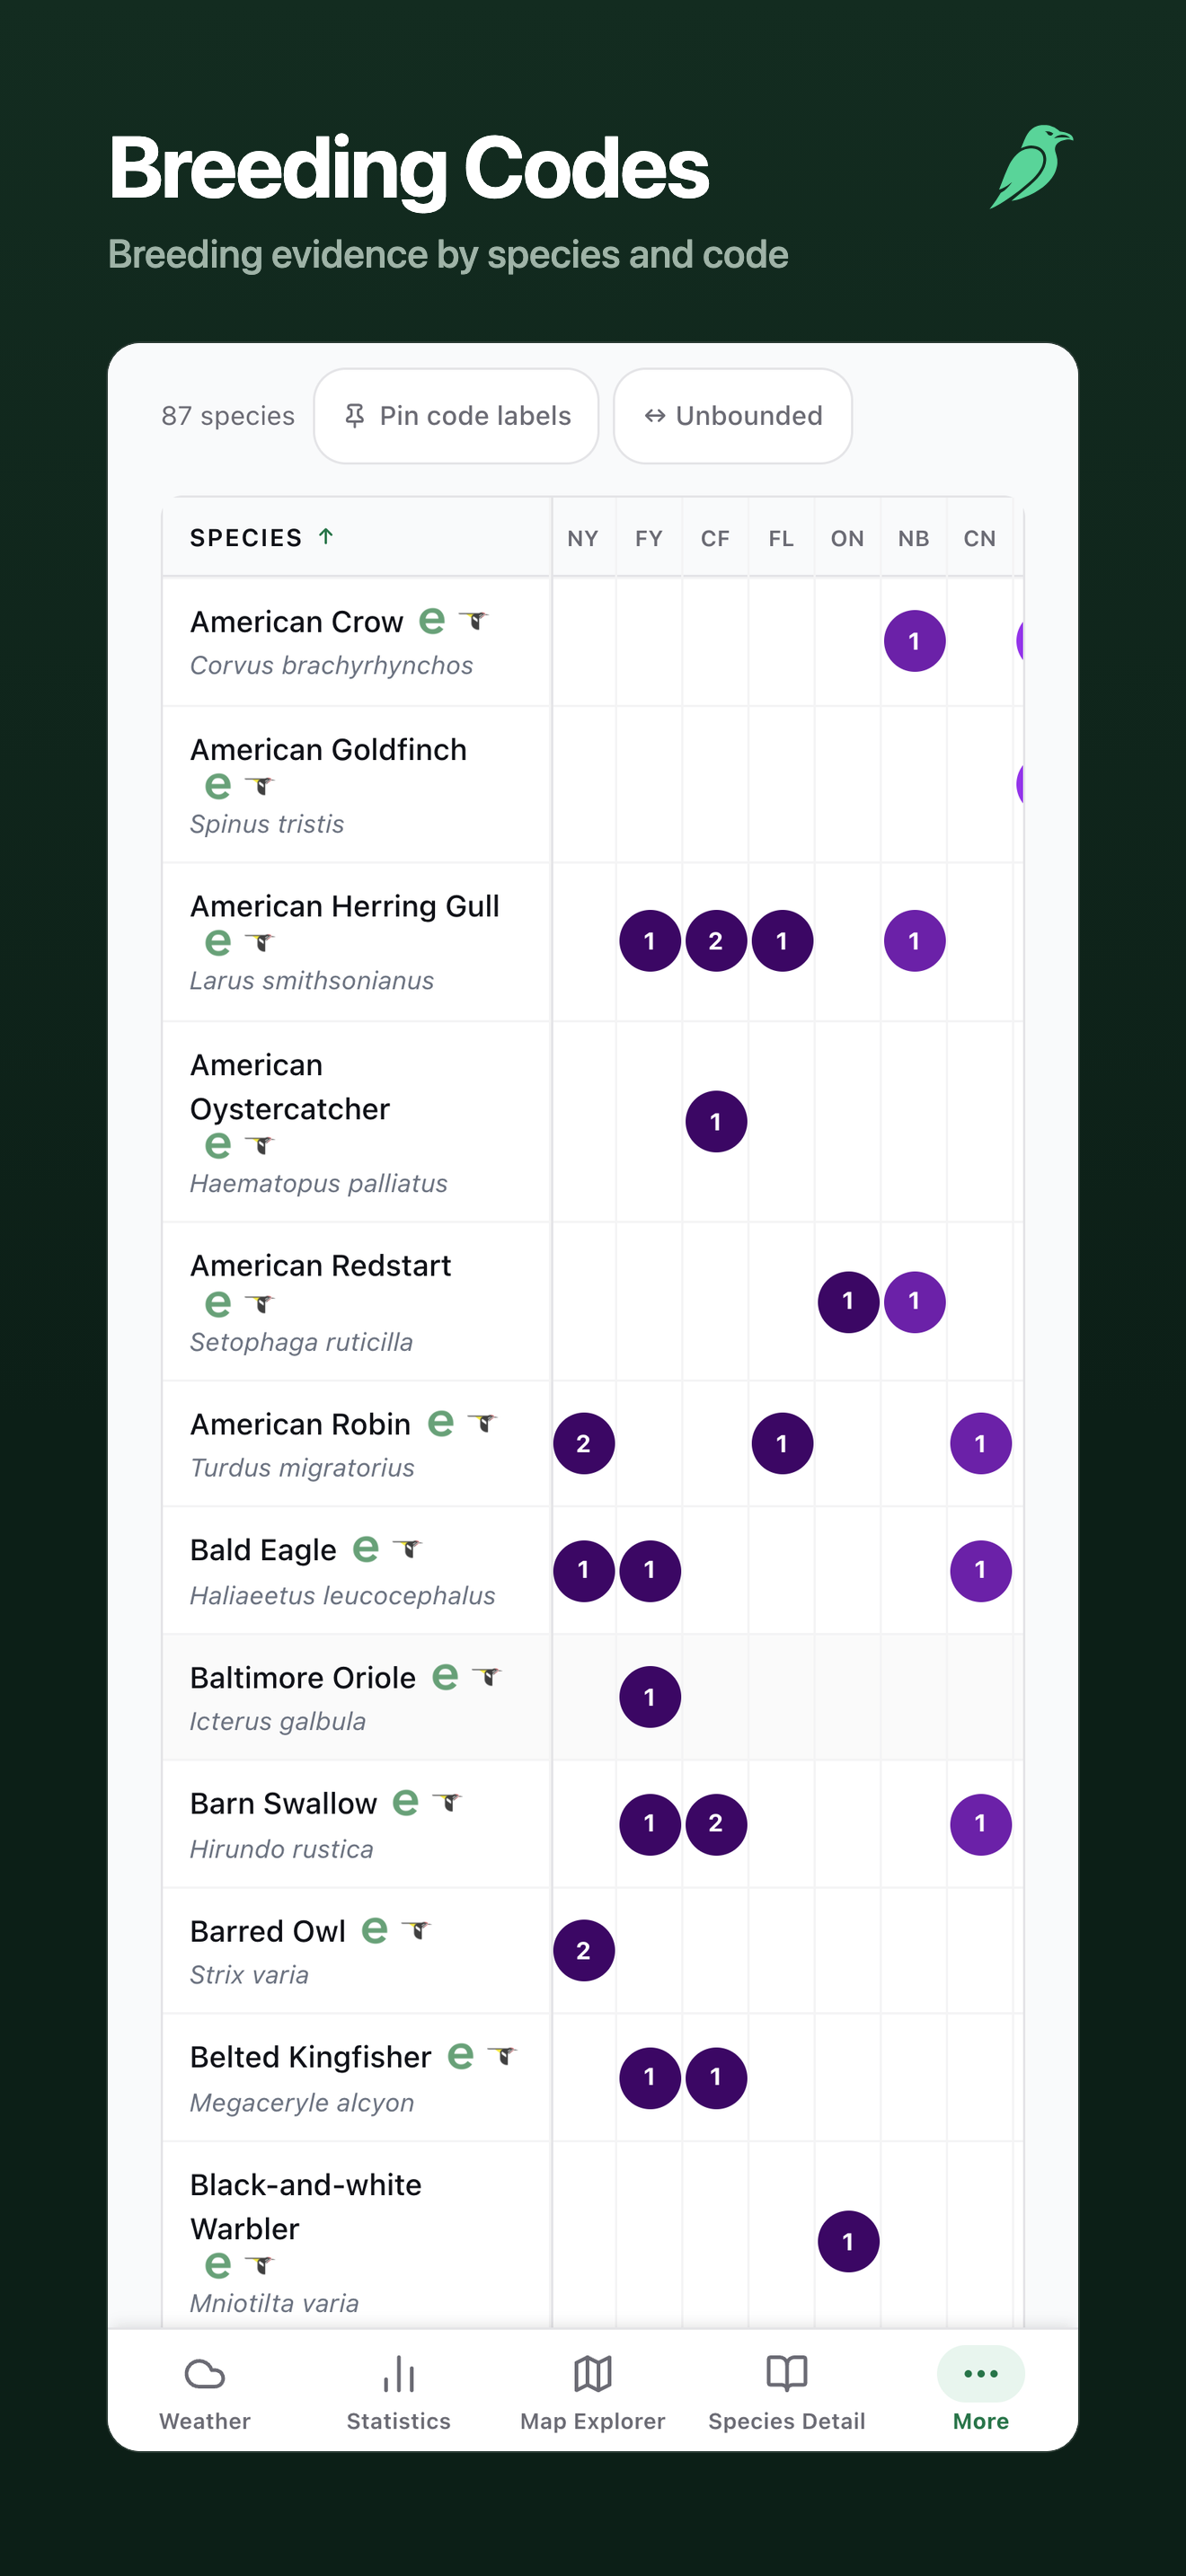 Breeding Codes
Breeding evidence by species and code
87 species Pin code labels Unbounded
SPECIES NY FY CF FL ON NB CN
American Crow
1
Corvus brachyrhynchos
American Goldfinch
Spinus tristis
American Herring Gull
1 2 1 1
Larus smithsonianus
American
Oystercatcher
1
Haematopus palliatus
American Redstart
1 1
Setophaga ruticilla
American Robin
2 1 1
Turdus migratorius
Bald Eagle
1 1 1
Haliaeetus leucocephalus
Baltimore Oriole
1
Icterus galbula
Barn Swallow
1 2 1
Hirundo rustica
Barred Owl
2
Strix varia
Belted Kingfisher
1 1
Megaceryle alcyon
Black-and-white
Warbler
1
Mniotilta varia
Weather Statistics Map Explorer Species Detail More